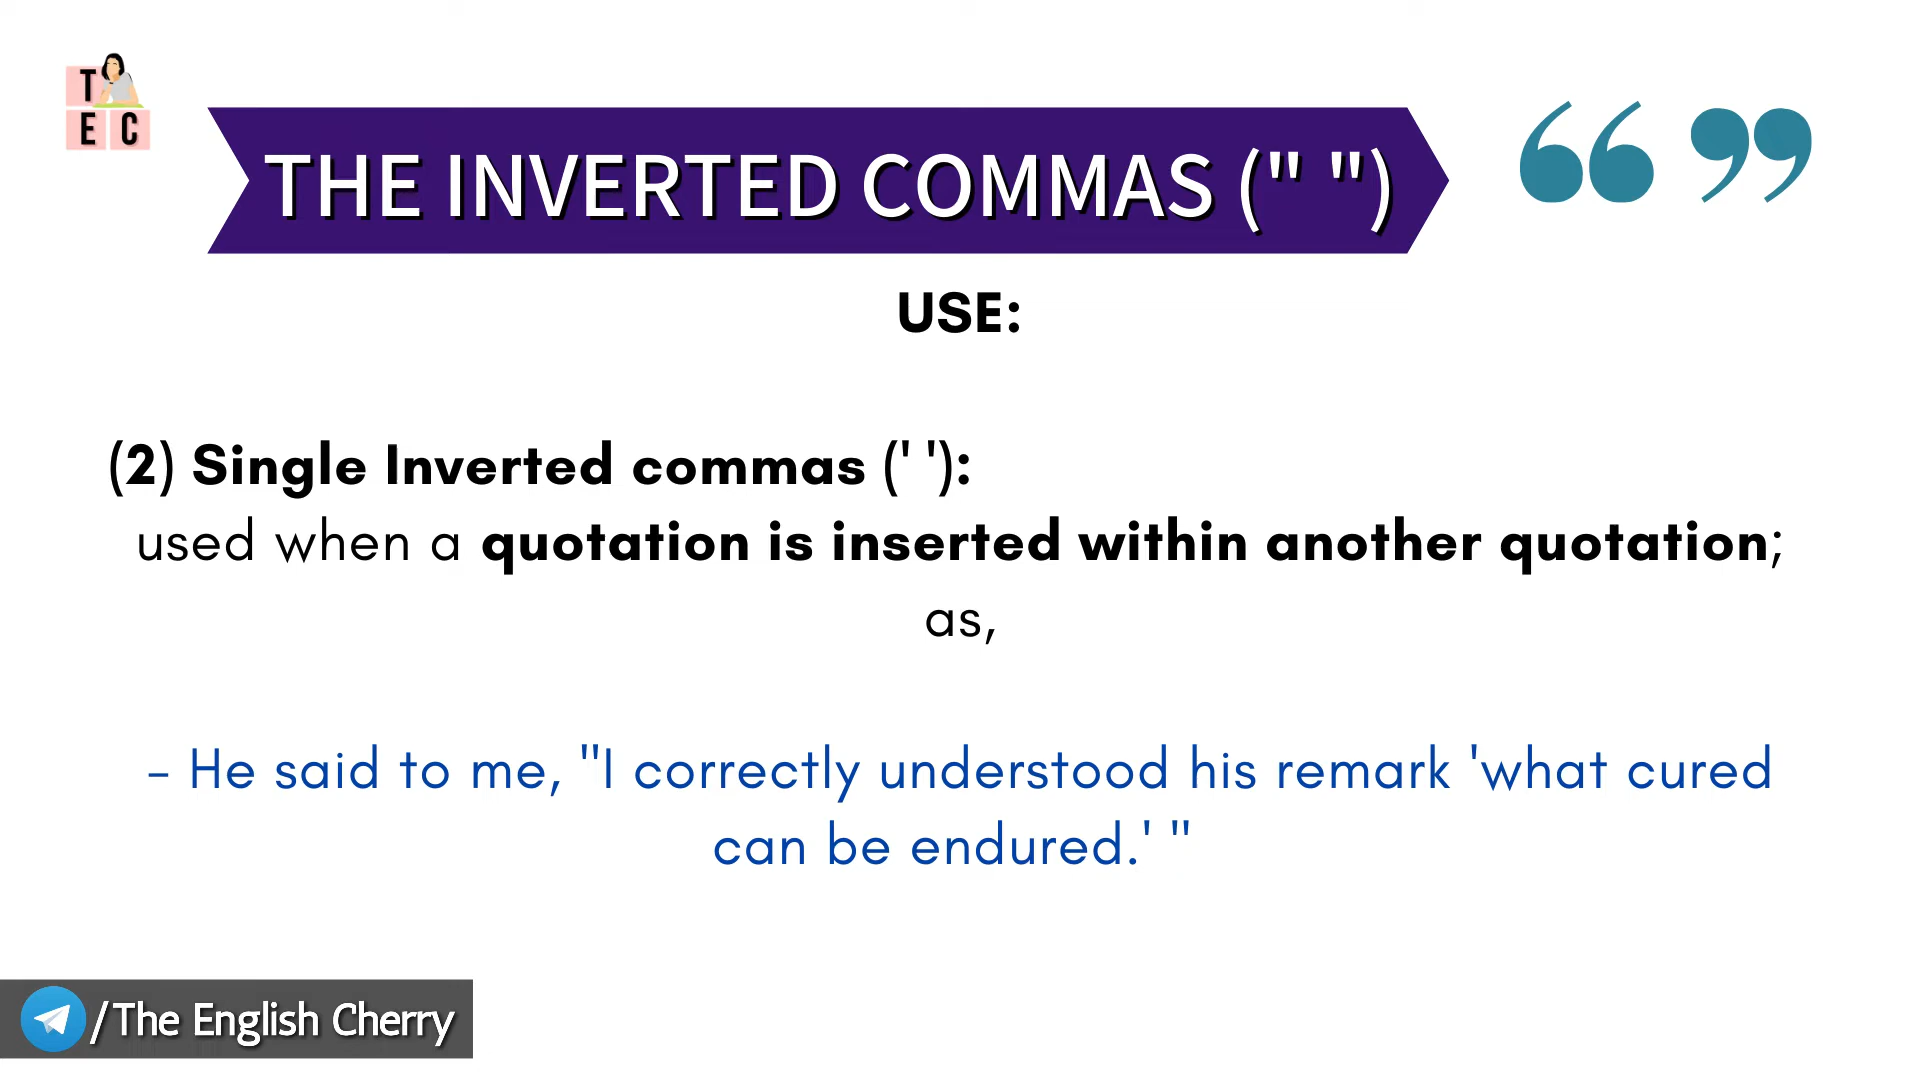 T
E C
THE INVERTED COMMAS (" ")
USE:
(2) Single Inverted commas (' '):
used when a quotation is inserted within another quotation;
as,
- He said to me, "I correctly understood his remark 'what cured
can be endured.' "
/The English Cherry